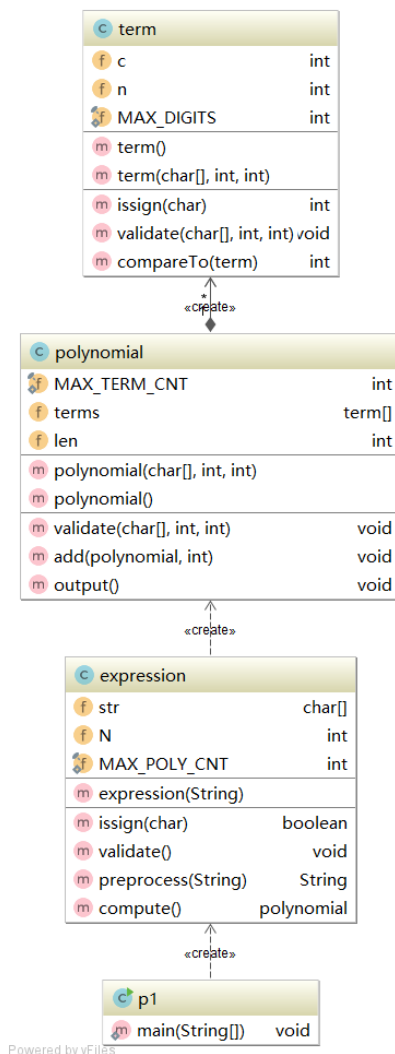 term
c int
n int
MAX_DIGITS int
term()
term(char[], int, int)
issign(char) int
validate(char[], int, int) void
compareTo(term) int
«create»
*
1
polynomial
MAX_TERM_CNT int
terms term[]
len int
polynomial(char[], int, int)
polynomial()
validate(char[], int, int) void
add(polynomial, int) void
output() void
«create»
expression
str char[]
N int
MAX_POLY_CNT int
expression(String)
issign(char) boolean
validate() void
preprocess(String) String
compute() polynomial
«create»
p1
main(String[]) void
Powered by yFiles